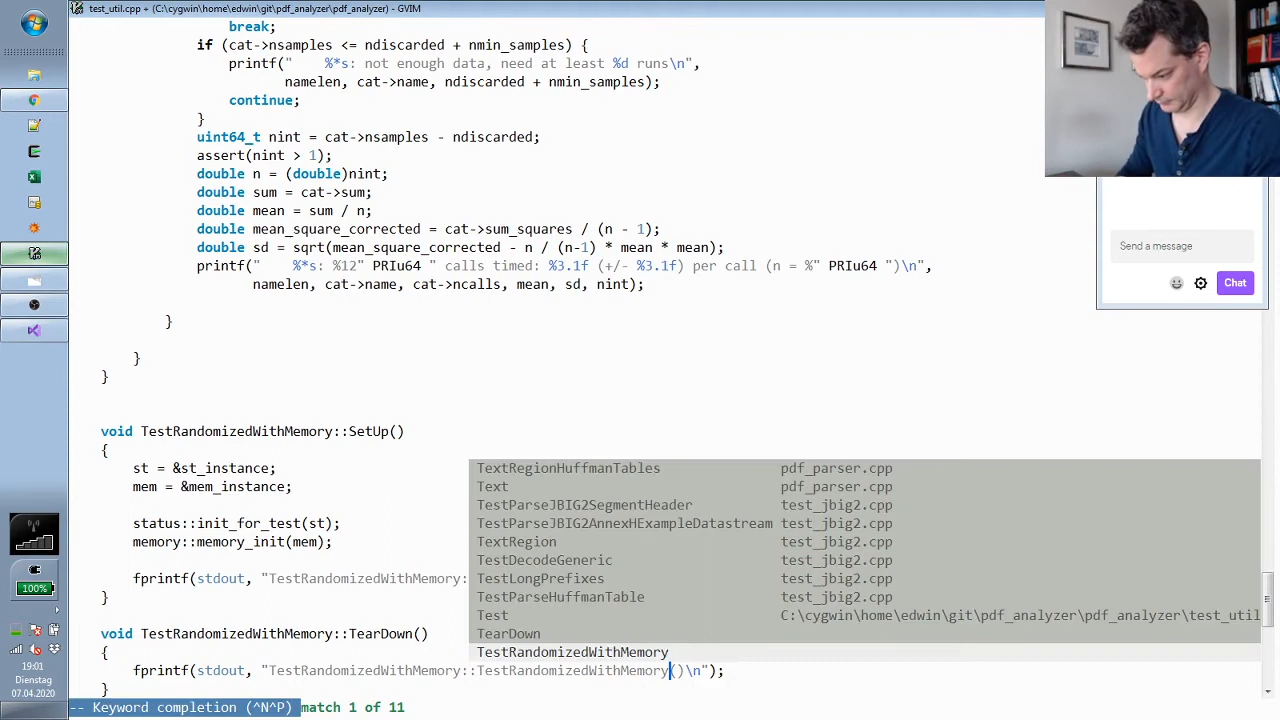 test_util.cpp + (C:\cygwin\home\edwin\git\pdf_analyzer\pdf_analyzer) - GVIM
break;
if (cat->nsamples <= ndiscarded + nmin_samples) {
printf("    %*s: not enough data, need at least %d runs\n",
namelen, cat->name, ndiscarded + nmin_samples);
continue;
}
uint64_t nint = cat->nsamples - ndiscarded;
assert(nint > 1);
double n = (double)nint;
double sum = cat->sum;
double mean = sum / n;
double mean_square_corrected = cat->sum_squares / (n - 1);
double sd = sqrt(mean_square_corrected - n / (n-1) * mean * mean);
printf("    %*s: %12" PRIu64 " calls timed: %3.1f (+/- %3.1f) per call (n = %" PRIu64 ")\n",
namelen, cat->name, cat->ncalls, mean, sd, nint);
}
}
}
void TestRandomizedWithMemory::SetUp()
{
st = &st_instance;
mem = &mem_instance;
status::init_for_test(st);
memory::memory_init(mem);
fprintf(stdout, "TestRandomizedWithMemory:
}
void TestRandomizedWithMemory::TearDown()
{
fprintf(stdout, "TestRandomizedWithMemory::TestRandomizedWithMemory()\n");
}
TextRegionHuffmanTables pdf_parser.cpp
Text pdf_parser.cpp
TestParseJBIG2SegmentHeader test_jbig2.cpp
TestParseJBIG2AnnexHExampleDatastream test_jbig2.cpp
TextRegion test_jbig2.cpp
TestDecodeGeneric test_jbig2.cpp
TestLongPrefixes test_jbig2.cpp
TestParseHuffmanTable test_jbig2.cpp
Test C:\cygwin\home\edwin\git\pdf_analyzer\pdf_analyzer\test_util
TearDown
TestRandomizedWithMemory
-- Keyword completion (^N^P) match 1 of 11
Send a message
Chat
100%
19:01
Dienstag
07.04.2020